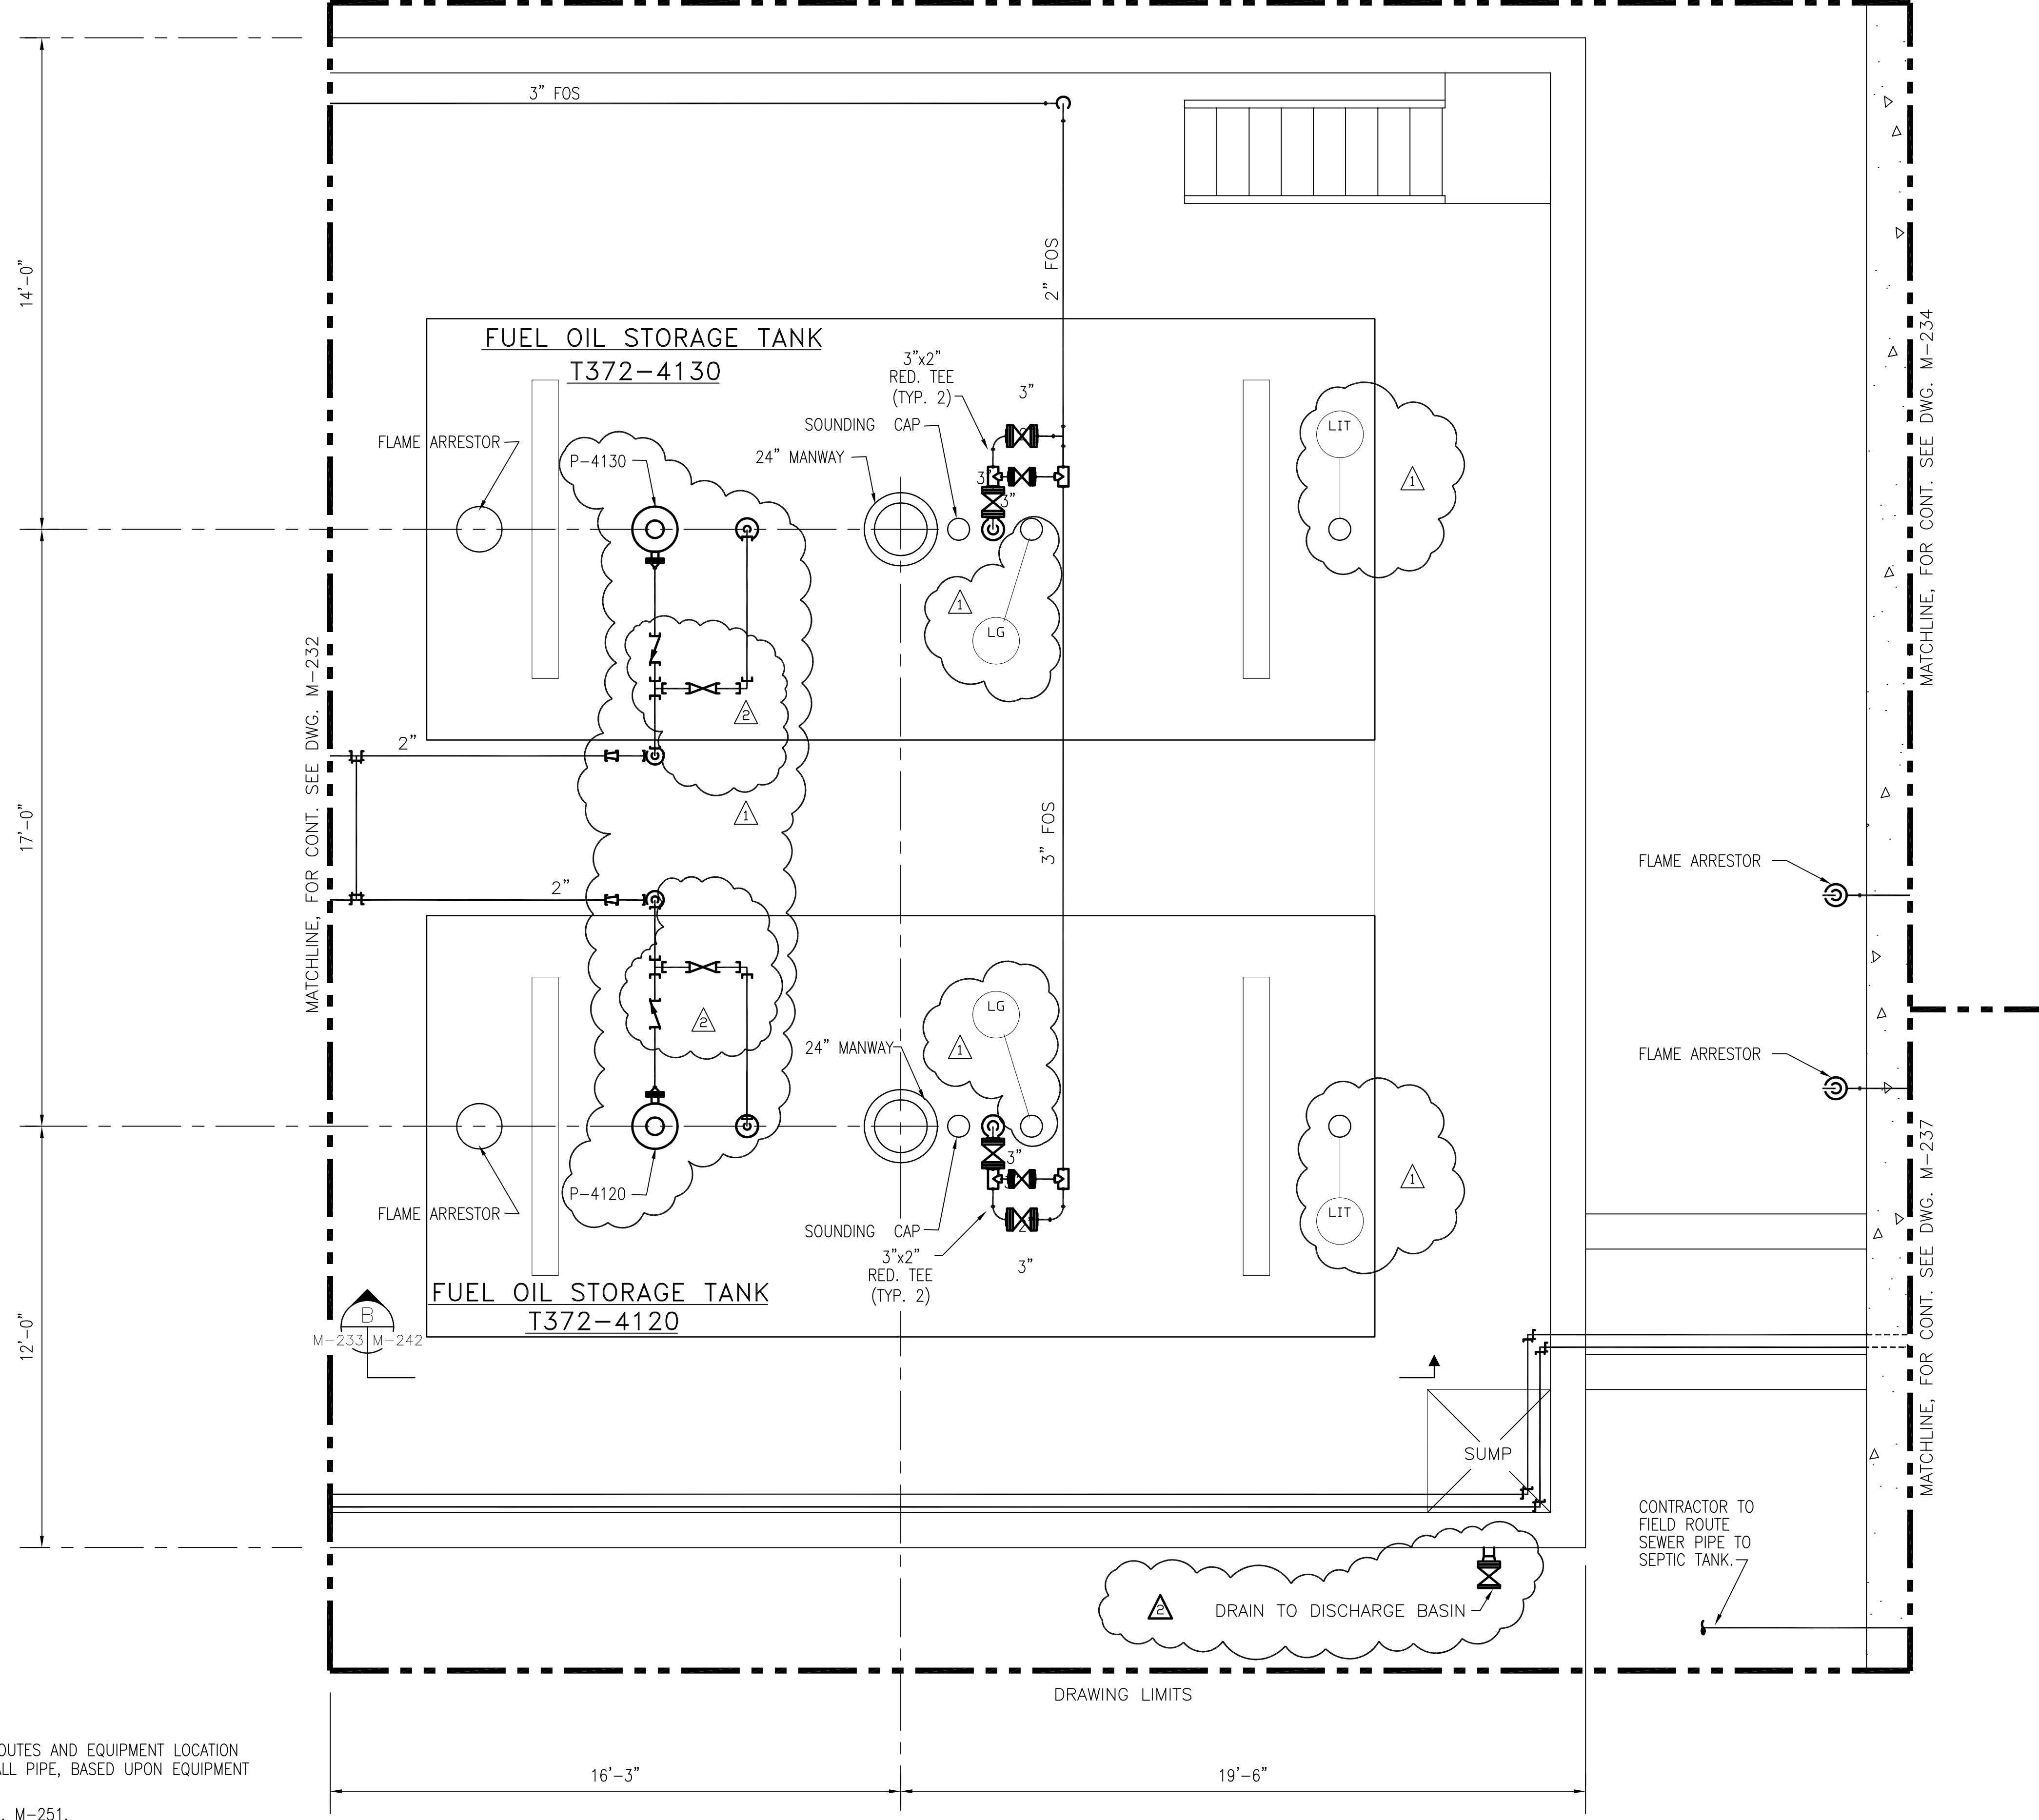 3" FOS
14'-0"
2" FOS
FUEL OIL STORAGE TANK
T372-4130
3"x2"
RED. TEE
(TYP. 2)
3"
SOUNDING CAP
FLAME ARRESTOR
P-4130
24" MANWAY
3"
3"
LIT
1
1
LG
MATCHLINE, FOR CONT. SEE DWG. M-234
MATCHLINE, FOR CONT. SEE DWG. M-232
2
2"
1
17'-0"
3" FOS
FLAME ARRESTOR
2"
LG
2
1
24" MANWAY
FLAME ARRESTOR
3"
P-4120
1
LIT
FLAME ARRESTOR
SOUNDING CAP
3"x2"
RED. TEE
(TYP. 2)
3"
FUEL OIL STORAGE TANK
T372-4120
B
M-233 M-242
12'-0"
MATCHLINE, FOR CONT. SEE DWG. M-237
SUMP
CONTRACTOR TO
FIELD ROUTE
SEWER PIPE TO
SEPTIC TANK.
2
DRAIN TO DISCHARGE BASIN
DRAWING LIMITS
OUTES AND EQUIPMENT LOCATION
ALL PIPE, BASED UPON EQUIPMENT
16'-3"
19'-6"
. M-251.